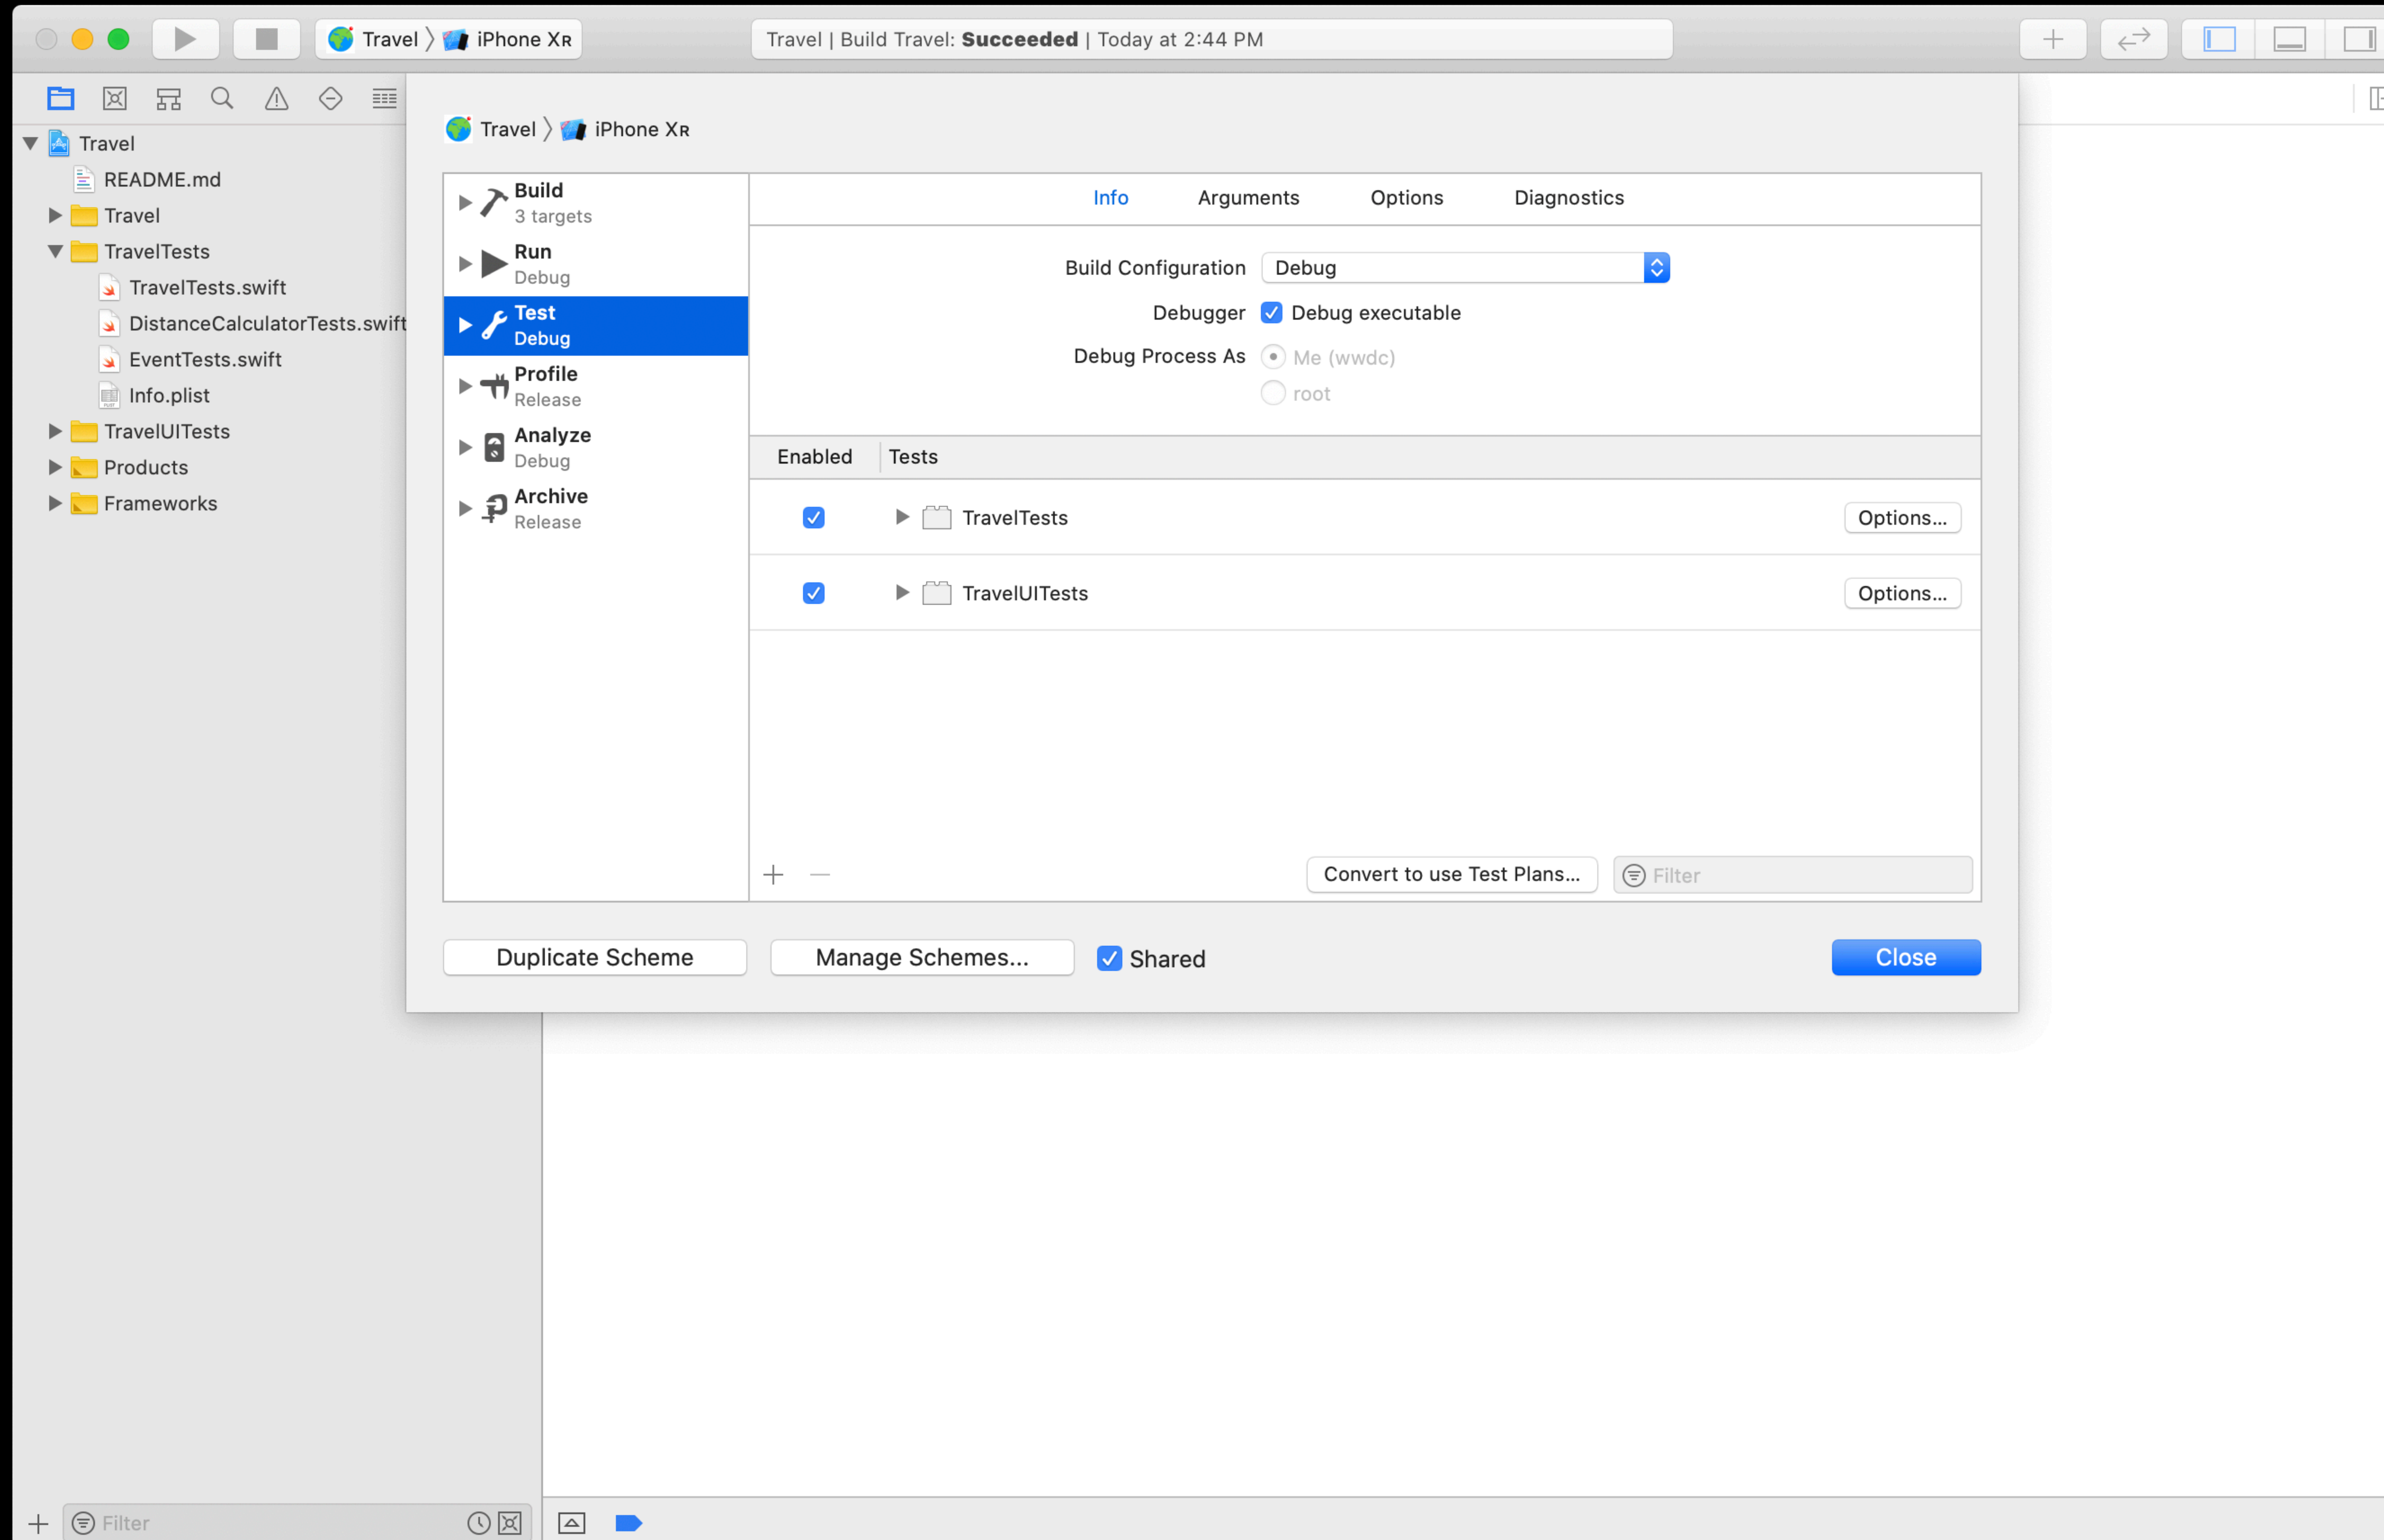 Travel 〉 iPhone Xʀ
Travel | Build Travel: Succeeded | Today at 2:44 PM
Travel
README.md
Travel
TravelTests
TravelTests.swift
DistanceCalculatorTests.swift
EventTests.swift
Info.plist
TravelUITests
Products
Frameworks
Travel 〉 iPhone Xʀ
Build
3 targets
Run
Debug
Test
Debug
Profile
Release
Analyze
Debug
Archive
Release
Info Arguments Options Diagnostics
Build Configuration Debug
Debugger Debug executable
Debug Process As Me (wwdc)
root
Enabled Tests
TravelTests Options...
TravelUITests Options...
Convert to use Test Plans... Filter
Duplicate Scheme Manage Schemes... Shared Close
Filter